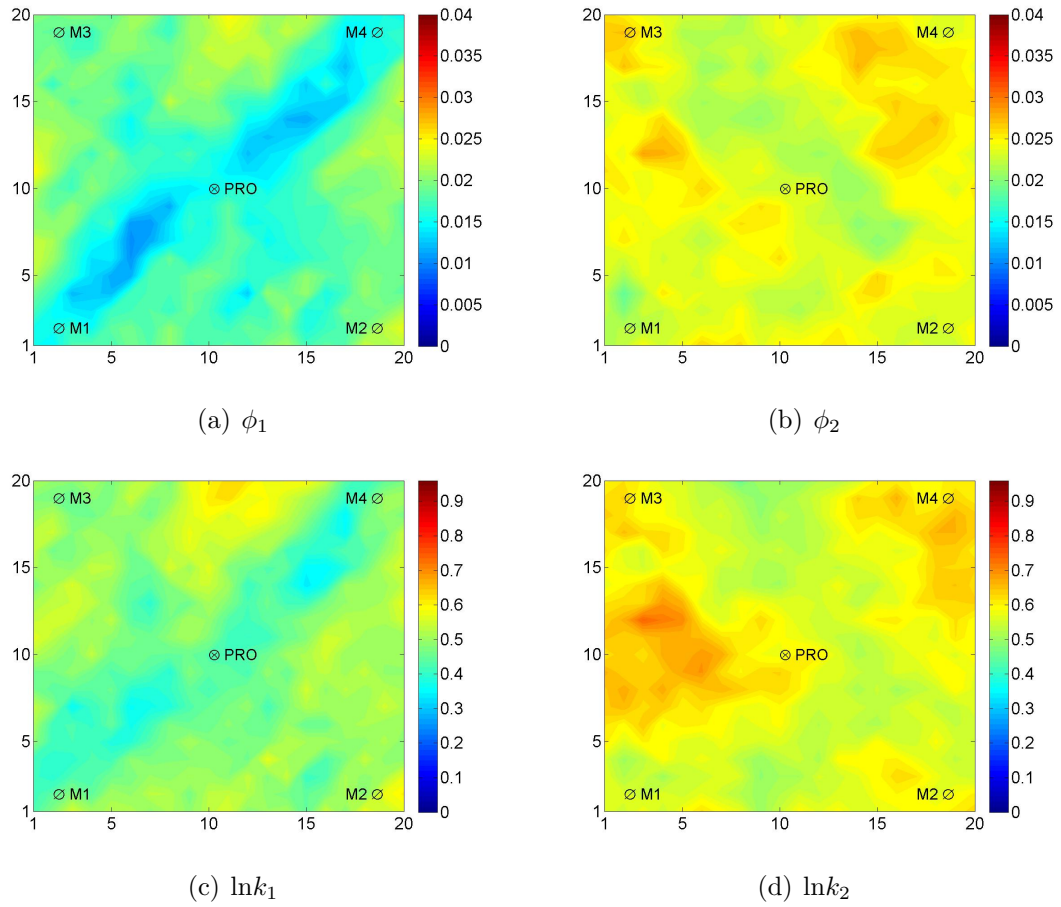 20
15
10
5
1
1 5 10 15 20
∅ M3
M4 ∅
⊗ PRO
∅ M1
M2 ∅
0.04
0.035
0.03
0.025
0.02
0.015
0.01
0.005
0
(a) ϕ₁
20
15
10
5
1
1 5 10 15 20
∅ M3
M4 ∅
⊗ PRO
∅ M1
M2 ∅
0.04
0.035
0.03
0.025
0.02
0.015
0.01
0.005
0
(b) ϕ₂
20
15
10
5
1
1 5 10 15 20
∅ M3
M4 ∅
⊗ PRO
∅ M1
M2 ∅
0.9
0.8
0.7
0.6
0.5
0.4
0.3
0.2
0.1
0
(c) lnk₁
20
15
10
5
1
1 5 10 15 20
∅ M3
M4 ∅
⊗ PRO
∅ M1
M2 ∅
0.9
0.8
0.7
0.6
0.5
0.4
0.3
0.2
0.1
0
(d) lnk₂